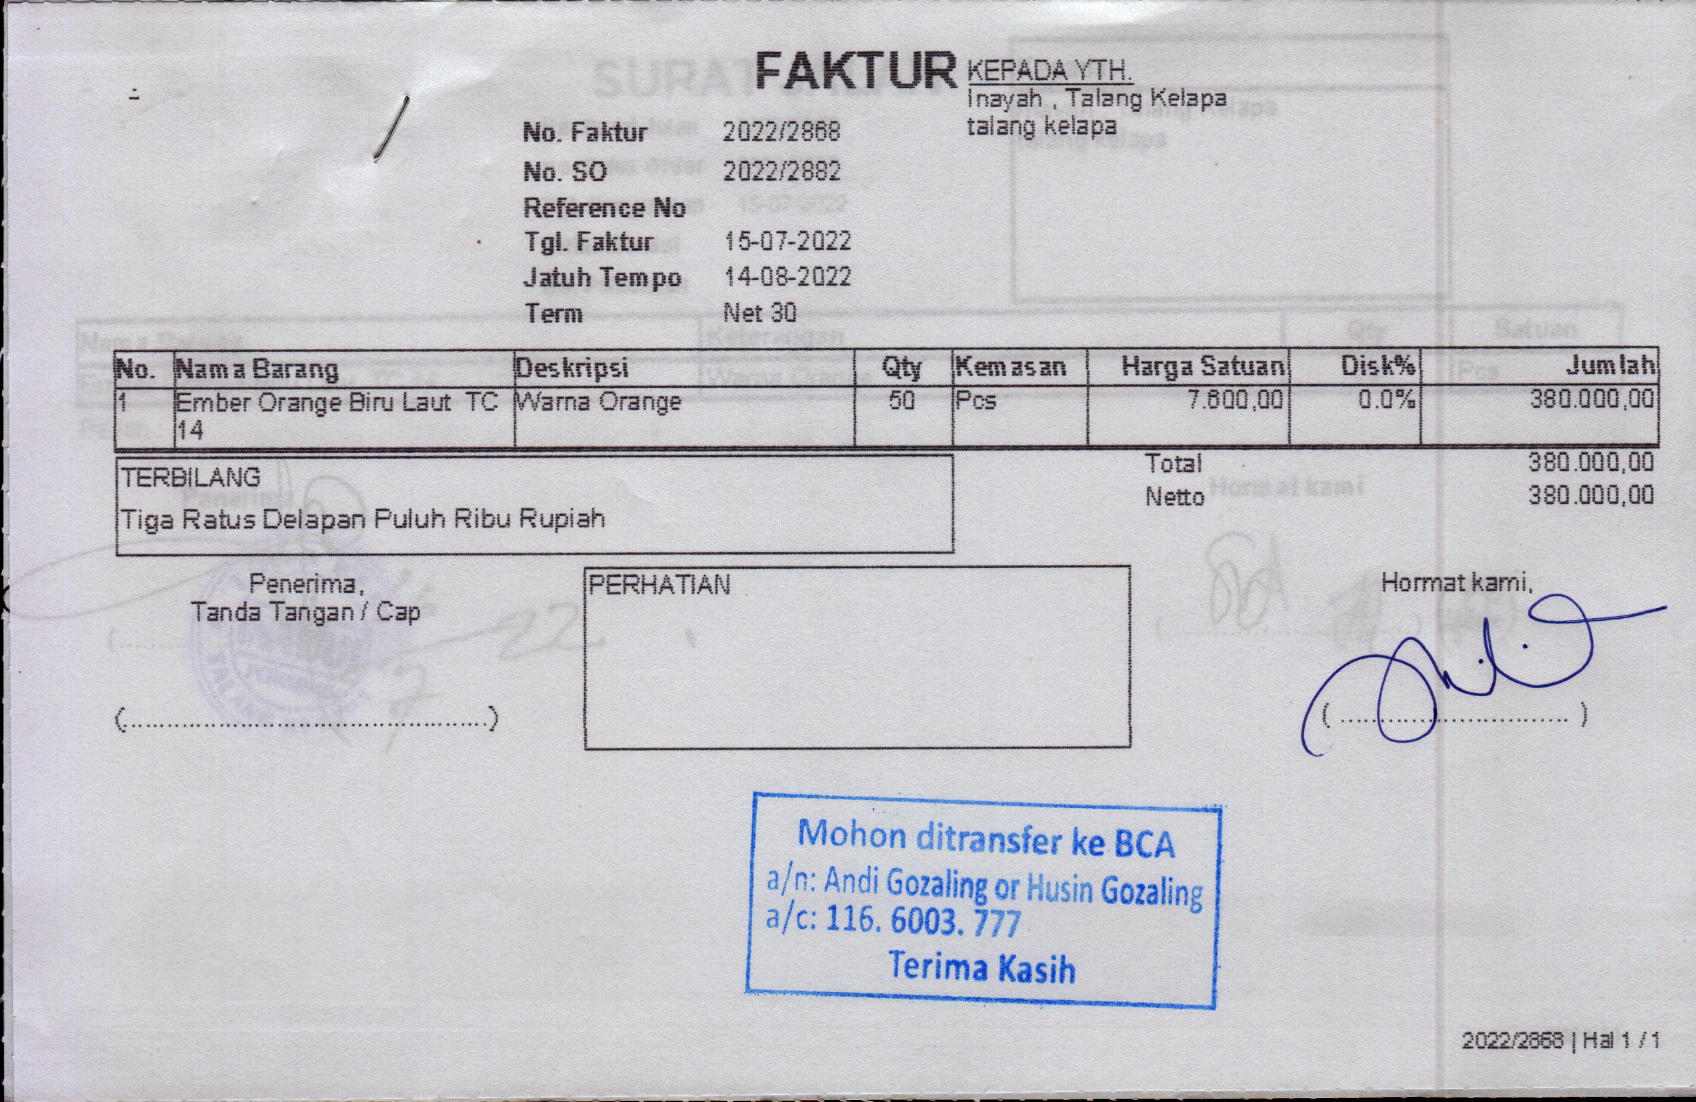 FAKTUR
KEPADA YTH.
Inayah , Talang Kelapa
talang kelapa
No. Faktur 2022/2868
No. SO 2022/2882
Reference No
Tgl. Faktur 15-07-2022
Jatuh Tempo 14-08-2022
Term Net 30
No. Nama Barang Deskripsi Qty Kemasan Harga Satuan Disk% Jumlah
1 Ember Orange Biru Laut TC Warna Orange 50 Pcs 7.600,00 0.0% 380.000,00
14
Total 380.000,00
Netto 380.000,00
TERBILANG
Tiga Ratus Delapan Puluh Ribu Rupiah
Penerima,
Tanda Tangan / Cap
(..................................................)
PERHATIAN
Hormat kami,
( ............................... )
Mohon ditransfer ke BCA
a/n: Andi Gozaling or Husin Gozaling
a/c: 116. 6003. 777
Terima Kasih
2022/2868 | Hal 1 / 1